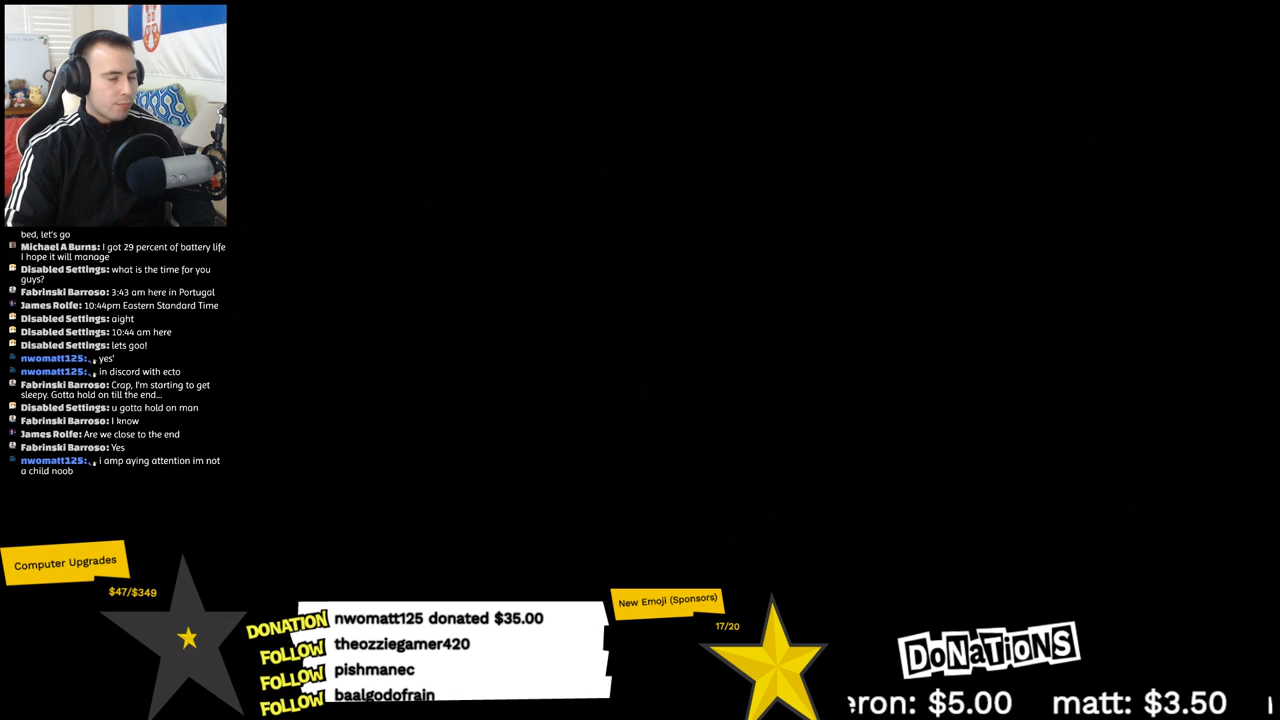 bed, let's go
Michael A Burns: I got 29 percent of battery life
I hope it will manage
Disabled Settings: what is the time for you
guys?
Fabrinski Barroso: 3:43 am here in Portugal
James Rolfe: 10:44pm Eastern Standard Time
Disabled Settings: aight
Disabled Settings: 10:44 am here
Disabled Settings: lets goo!
nwomatt125: yes'
nwomatt125: in discord with ecto
Fabrinski Barroso: Crap, I'm starting to get
sleepy. Gotta hold on till the end...
Disabled Settings: u gotta hold on man
Fabrinski Barroso: I know
James Rolfe: Are we close to the end
Fabrinski Barroso: Yes
nwomatt125: i amp aying attention im not
a child noob
Computer Upgrades
$47/$349
DONATION nwomatt125 donated $35.00
FOLLOW theozziegamer420
FOLLOW pishmanec
FOLLOW baalgodofrain
New Emoji (Sponsors)
17/20
DoNaTiONS
eron: $5.00 matt: $3.50